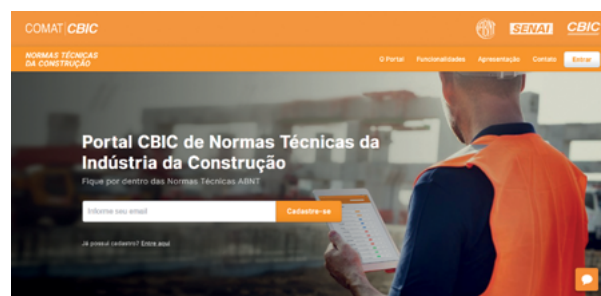 COMAT|CBIC
SENAI
CBIC
NORMAS TÉCNICAS
DA CONSTRUÇÃO
O Portal Funcionalidades Apresentação Contato Entrar
Portal CBIC de Normas Técnicas da
Indústria da Construção
Fique por dentro das Normas Técnicas ABNT
Informe seu email
Cadastre-se
Já possui cadastro? Entre aqui